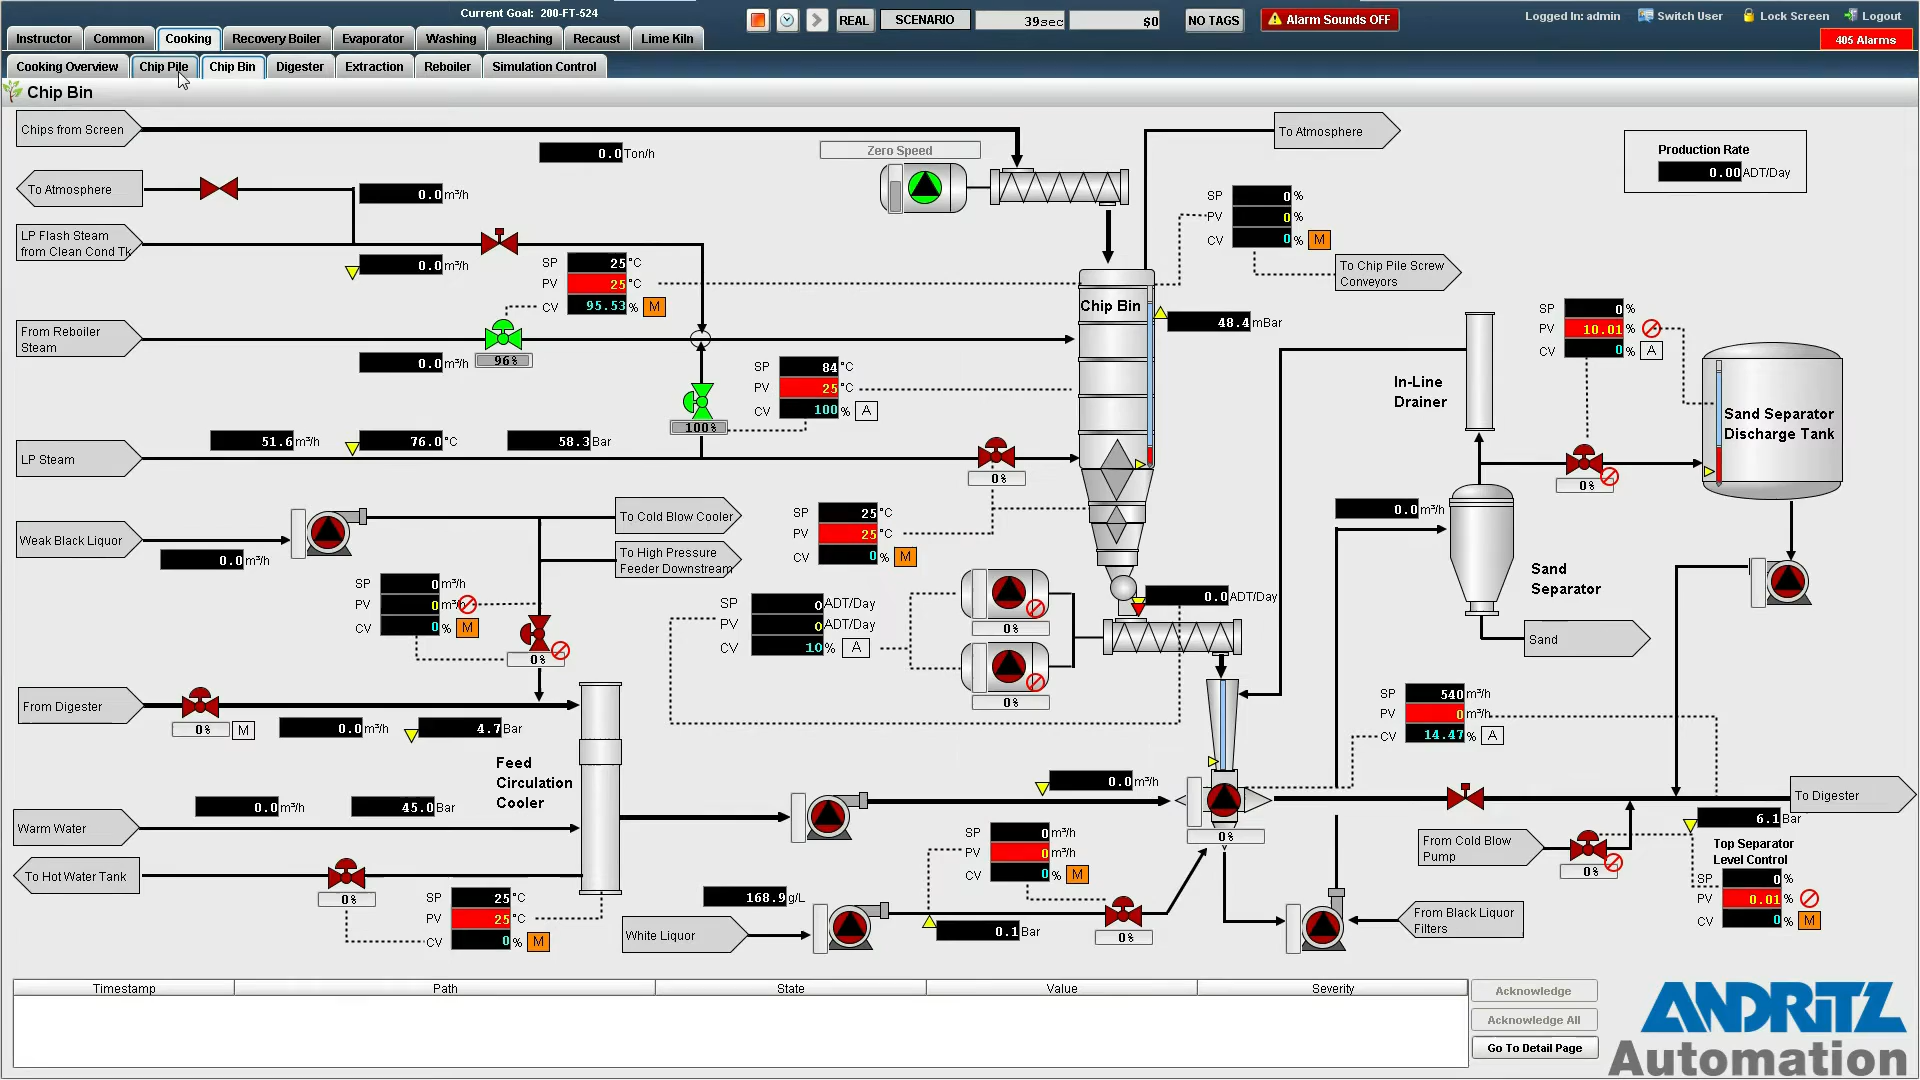 Current Goal: 200-FT-524
REAL
SCENARIO
39sec
$0
NO TAGS
Alarm Sounds OFF
Logged In: admin
Switch User
Lock Screen
Logout
405 Alarms
Instructor
Common
Cooking
Recovery Boiler
Evaporator
Washing
Bleaching
Recaust
Lime Kiln
Cooking Overview
Chip Pile
Chip Bin
Digester
Extraction
Reboiler
Simulation Control
Chip Bin
Chips from Screen
0.0 Ton/h
Zero Speed
To Atmosphere
Production Rate
0.00 ADT/Day
To Atmosphere
0.0 m³/h
LP Flash Steam
from Clean Cond Tk
0.0 m³/h
SP 25 °C
PV 25 °C
CV 95.53 % M
SP 0 %
PV 0 %
CV 0 % M
To Chip Pile Screw
Conveyors
Chip Bin
48.4 mBar
From Reboiler
Steam
0.0 m³/h
96%
SP 84 °C
PV 25 °C
CV 100 % A
100%
SP 0 %
PV 10.01 %
CV 0 % A
In-Line
Drainer
Sand Separator
Discharge Tank
LP Steam
51.6 m³/h
76.0 °C
58.3 Bar
0%
0%
Weak Black Liquor
0.0 m³/h
To Cold Blow Cooler
To High Pressure
Feeder Downstream
SP 25 °C
PV 25 °C
CV 0 % M
0.0 m³/h
Sand
Separator
Sand
SP 0 m³/h
PV 0 m³/h
CV 0 % M
0%
SP 0 ADT/Day
PV 0 ADT/Day
CV 10 % A
0%
0%
0.0 ADT/Day
From Digester
0% M
0.0 m³/h
4.7 Bar
SP 540 m³/h
PV 0 m³/h
CV 14.47 % A
Feed
Circulation
Cooler
Warm Water
0.0 m³/h
45.0 Bar
0.0 m³/h
0%
To Digester
6.1 Bar
To Hot Water Tank
0%
SP 25 °C
PV 25 °C
CV 0 % M
SP 0 m³/h
PV 0 m³/h
CV 0 % M
From Cold Blow
Pump
0%
Top Separator
Level Control
SP 0 %
PV 0.01 %
CV 0 % M
168.9 g/L
White Liquor
0.1 Bar
0%
From Black Liquor
Filters
Timestamp
Path
State
Value
Severity
Acknowledge
Acknowledge All
Go To Detail Page
ANDRITZ
Automation